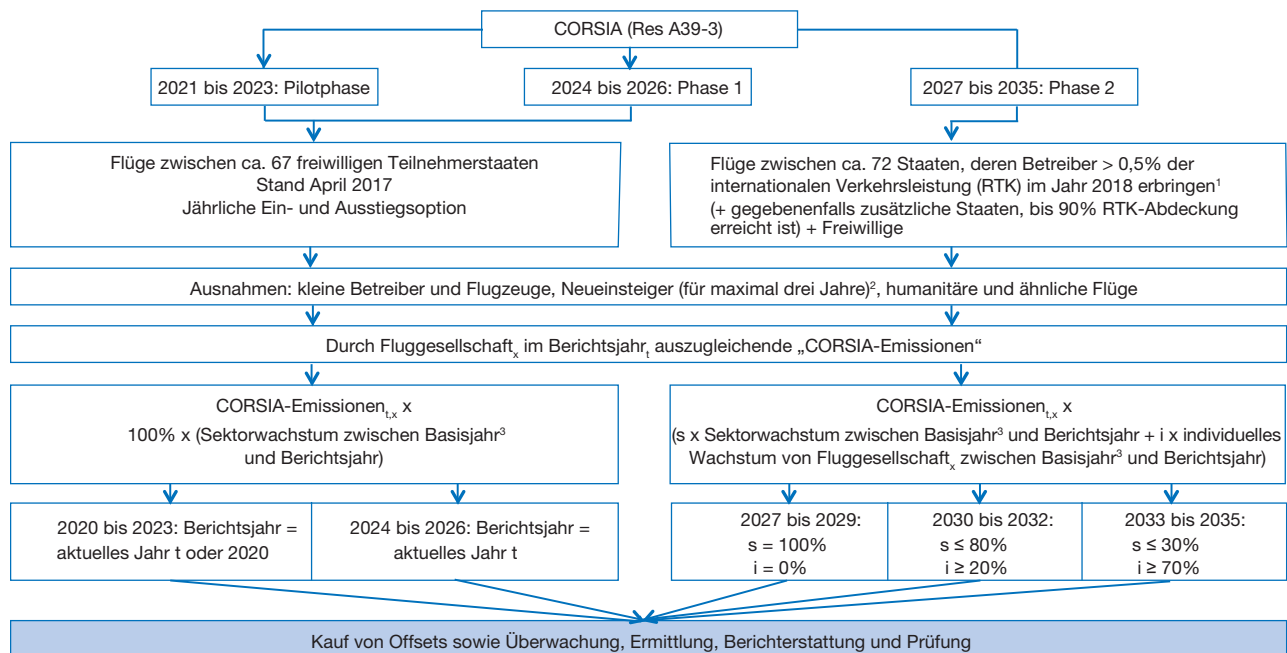 CORSIA (Res A39-3)
2021 bis 2023: Pilotphase
2024 bis 2026: Phase 1
2027 bis 2035: Phase 2
Flüge zwischen ca. 67 freiwilligen Teilnehmerstaaten
Stand April 2017
Jährliche Ein- und Ausstiegsoption
Flüge zwischen ca. 72 Staaten, deren Betreiber > 0,5% der
internationalen Verkehrsleistung (RTK) im Jahr 2018 erbringen¹
(+ gegebenenfalls zusätzliche Staaten, bis 90% RTK-Abdeckung
erreicht ist) + Freiwillige
Ausnahmen: kleine Betreiber und Flugzeuge, Neueinsteiger (für maximal drei Jahre)², humanitäre und ähnliche Flüge
Durch Fluggesellschaftₓ im Berichtsjahrₜ auszugleichende „CORSIA-Emissionen“
CORSIA-Emissionenₜ,ₓ x
100% x (Sektorwachstum zwischen Basisjahr³
und Berichtsjahr)
CORSIA-Emissionenₜ,ₓ x
(s x Sektorwachstum zwischen Basisjahr³ und Berichtsjahr + i x individuelles
Wachstum von Fluggesellschaftₓ zwischen Basisjahr³ und Berichtsjahr)
2020 bis 2023: Berichtsjahr =
aktuelles Jahr t oder 2020
2024 bis 2026: Berichtsjahr =
aktuelles Jahr t
2027 bis 2029:
s = 100%
i = 0%
2030 bis 2032:
s ≤ 80%
i ≥ 20%
2033 bis 2035:
s ≤ 30%
i ≥ 70%
Kauf von Offsets sowie Überwachung, Ermittlung, Berichterstattung und Prüfung